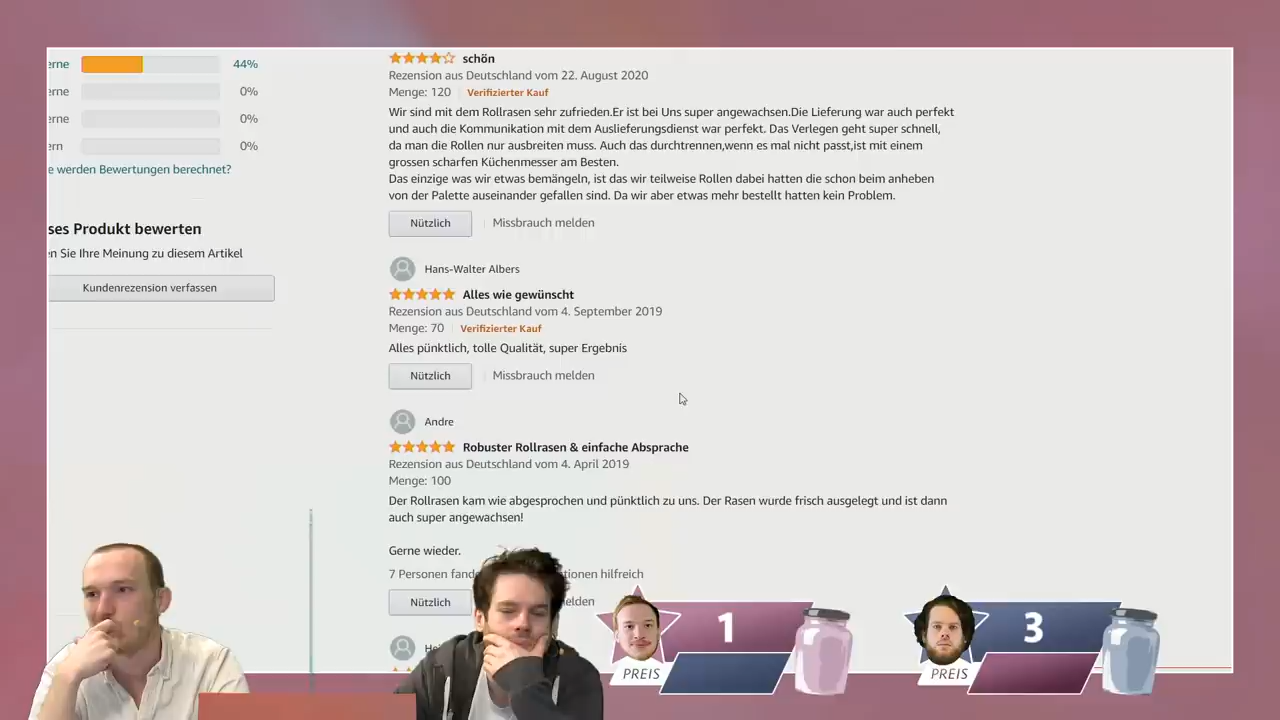 erne 44%
erne 0%
erne 0%
rn 0%
e werden Bewertungen berechnet?
ses Produkt bewerten
en Sie Ihre Meinung zu diesem Artikel
Kundenrezension verfassen
schön
Rezension aus Deutschland vom 22. August 2020
Menge: 120 Verifizierter Kauf
Wir sind mit dem Rollrasen sehr zufrieden.Er ist bei Uns super angewachsen.Die Lieferung war auch perfekt
und auch die Kommunikation mit dem Auslieferungsdienst war perfekt. Das Verlegen geht super schnell,
da man die Rollen nur ausbreiten muss. Auch das durchtrennen,wenn es mal nicht passt,ist mit einem
grossen scharfen Küchenmesser am Besten.
Das einzige was wir etwas bemängeln, ist das wir teilweise Rollen dabei hatten die schon beim anheben
von der Palette auseinander gefallen sind. Da wir aber etwas mehr bestellt hatten kein Problem.
Nützlich Missbrauch melden
Hans-Walter Albers
Alles wie gewünscht
Rezension aus Deutschland vom 4. September 2019
Menge: 70 Verifizierter Kauf
Alles pünktlich, tolle Qualität, super Ergebnis
Nützlich Missbrauch melden
Andre
Robuster Rollrasen & einfache Absprache
Rezension aus Deutschland vom 4. April 2019
Menge: 100
Der Rollrasen kam wie abgesprochen und pünktlich zu uns. Der Rasen wurde frisch ausgelegt und ist dann
auch super angewachsen!
Gerne wieder.
7 Personen fande tionen hilfreich
Nützlich elden
He
1
PREIS
3
PREIS